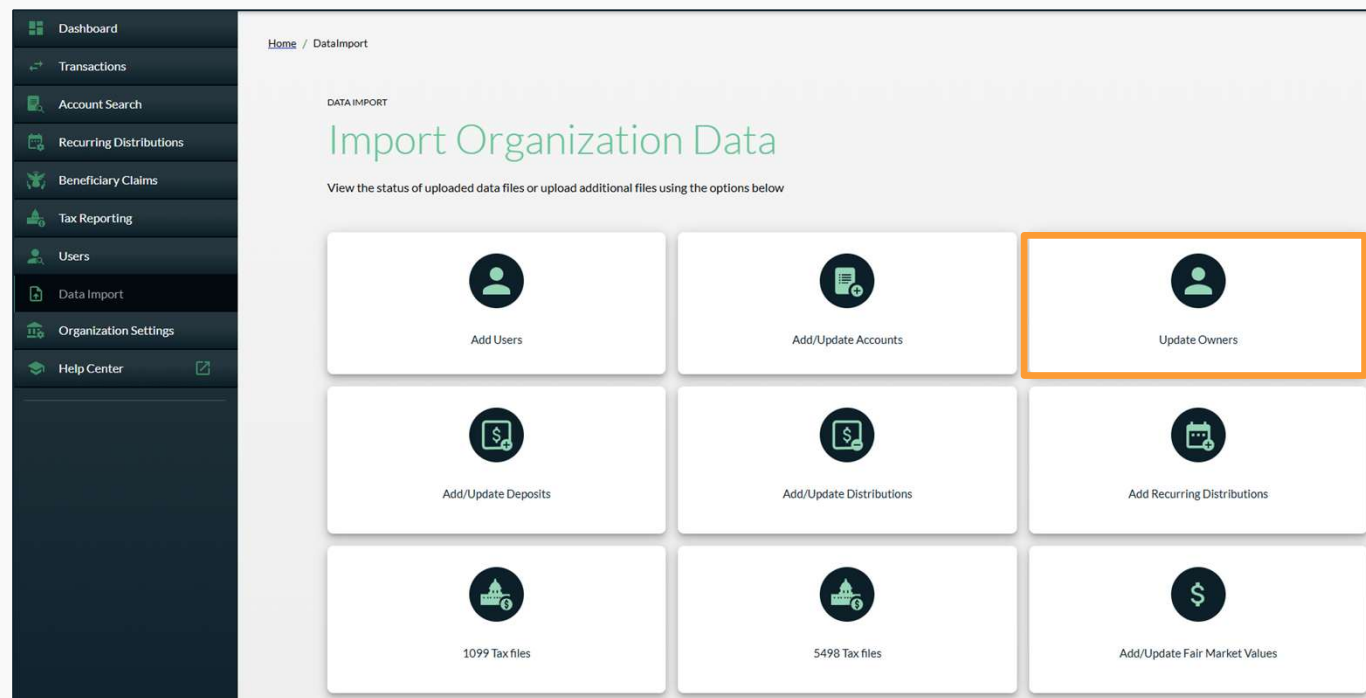 Dashboard
Transactions
Account Search
Recurring Distributions
Beneficiary Claims
Tax Reporting
Users
Data Import
Organization Settings
Help Center
Home / DataImport
DATA IMPORT
Import Organization Data
View the status of uploaded data files or upload additional files using the options below
Add Users
Add/Update Accounts
Update Owners
Add/Update Deposits
Add/Update Distributions
Add Recurring Distributions
1099 Tax files
5498 Tax files
Add/Update Fair Market Values